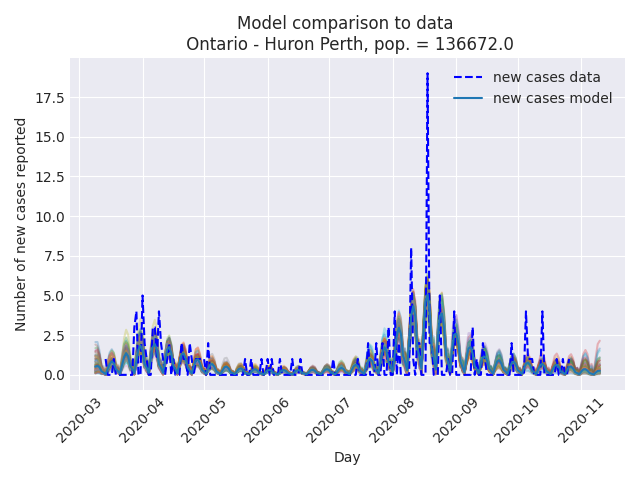 Model comparison to data
Ontario - Huron Perth, pop. = 136672.0
new cases data
new cases model
Number of new cases reported
17.5
15.0
12.5
10.0
7.5
5.0
2.5
0.0
2020-03
2020-04
2020-05
2020-06
2020-07
2020-08
2020-09
2020-10
2020-11
Day